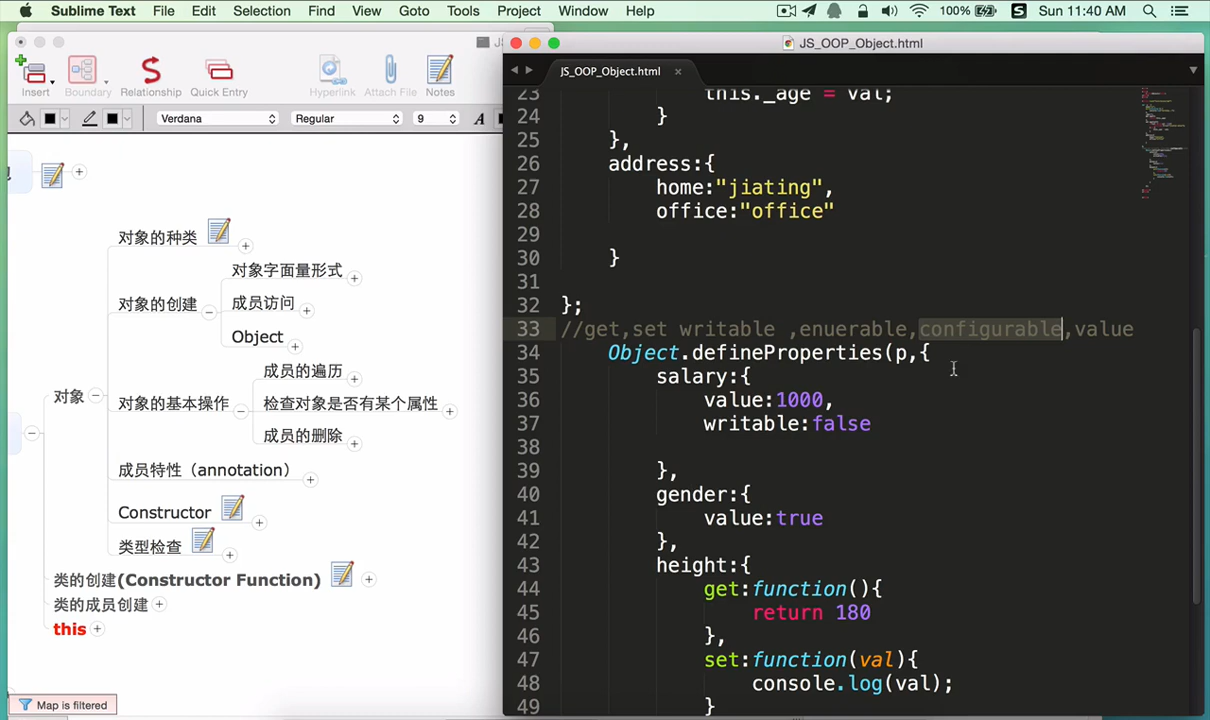 Sublime Text File Edit Selection Find View Goto Tools Project Window Help 100% S Sun 11:40 AM
JS
Insert Boundary Relationship Quick Entry Hyperlink Attach File Notes
Verdana Regular 9 A
对象的种类
对象的创建
对象字面量形式
成员访问
Object
对象
对象的基本操作
成员的遍历
检查对象是否有某个属性
成员的删除
成员特性（annotation）
Constructor
类型检查
类的创建(Constructor Function)
类的成员创建
this
Map is filtered
JS_OOP_Object.html
JS_OOP_Object.html ×
23 this._age = val;
24 }
25 },
26 address:{
27 home:"jiating",
28 office:"office"
29
30 }
31
32 };
33 //get,set writable ,enuerable,configurable,value
34 Object.defineProperties(p,{
35 salary:{
36 value:1000,
37 writable:false
38
39 },
40 gender:{
41 value:true
42 },
43 height:{
44 get:function(){
45 return 180
46 },
47 set:function(val){
48 console.log(val);
49 }